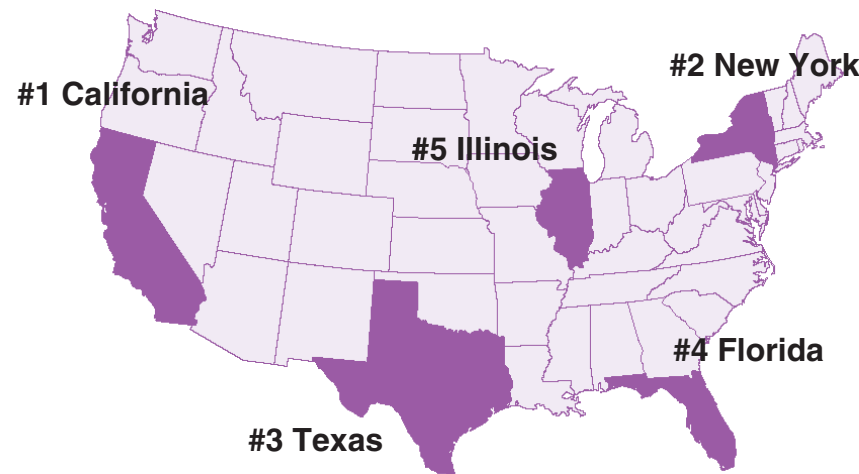 #2 New York
#1 California
#5 Illinois
#4 Florida
#3 Texas